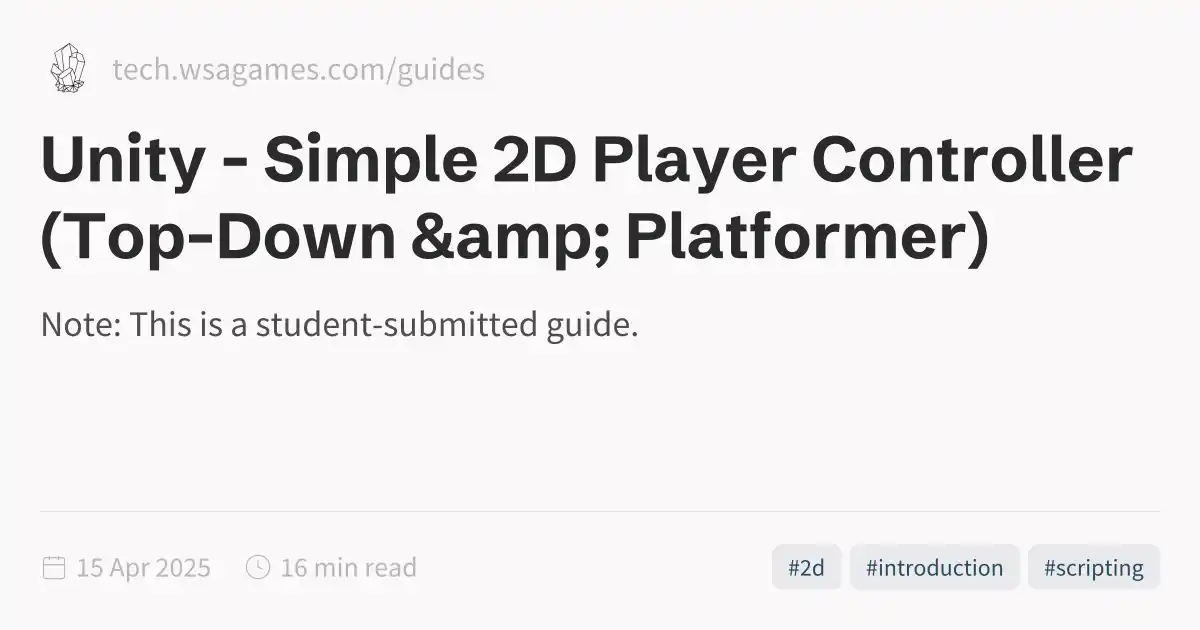 tech.wsagames.com/guides
Unity - Simple 2D Player Controller
(Top-Down &amp; Platformer)
Note: This is a student-submitted guide.
15 Apr 2025 16 min read #2d #introduction #scripting